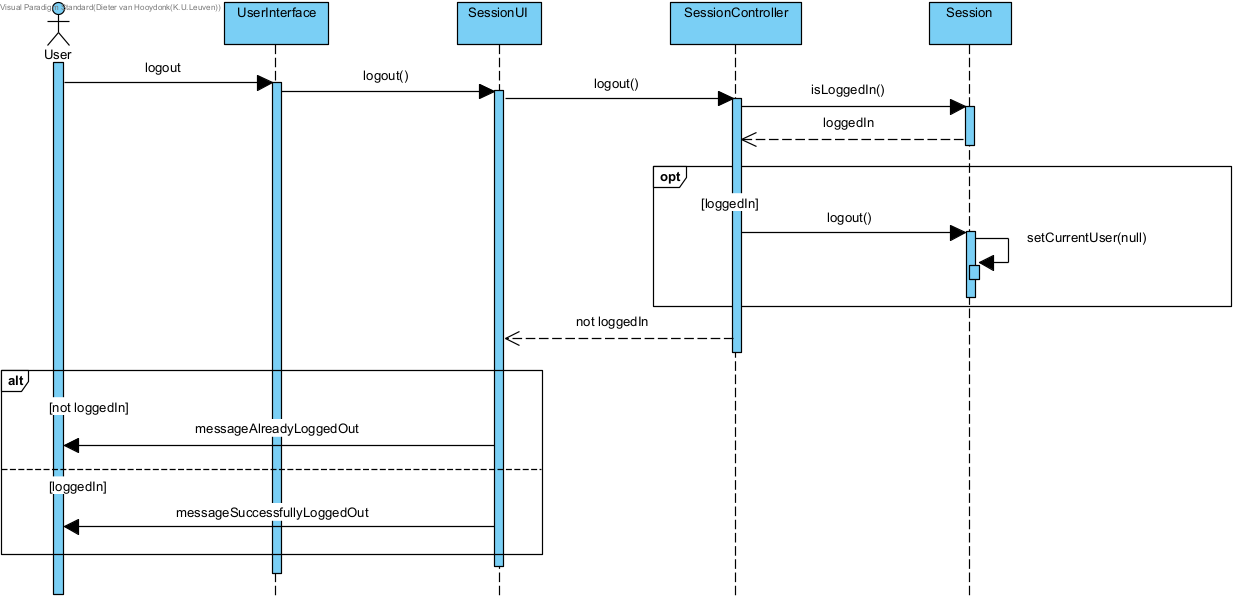 Visual Paradigm Standard(Dieter van Hooydonk(K.U.Leuven))
User
UserInterface
SessionUI
SessionController
Session
logout
logout()
logout()
isLoggedIn()
loggedIn
opt
[loggedIn]
logout()
setCurrentUser(null)
not loggedIn
alt
[not loggedIn]
messageAlreadyLoggedOut
[loggedIn]
messageSuccessfullyLoggedOut